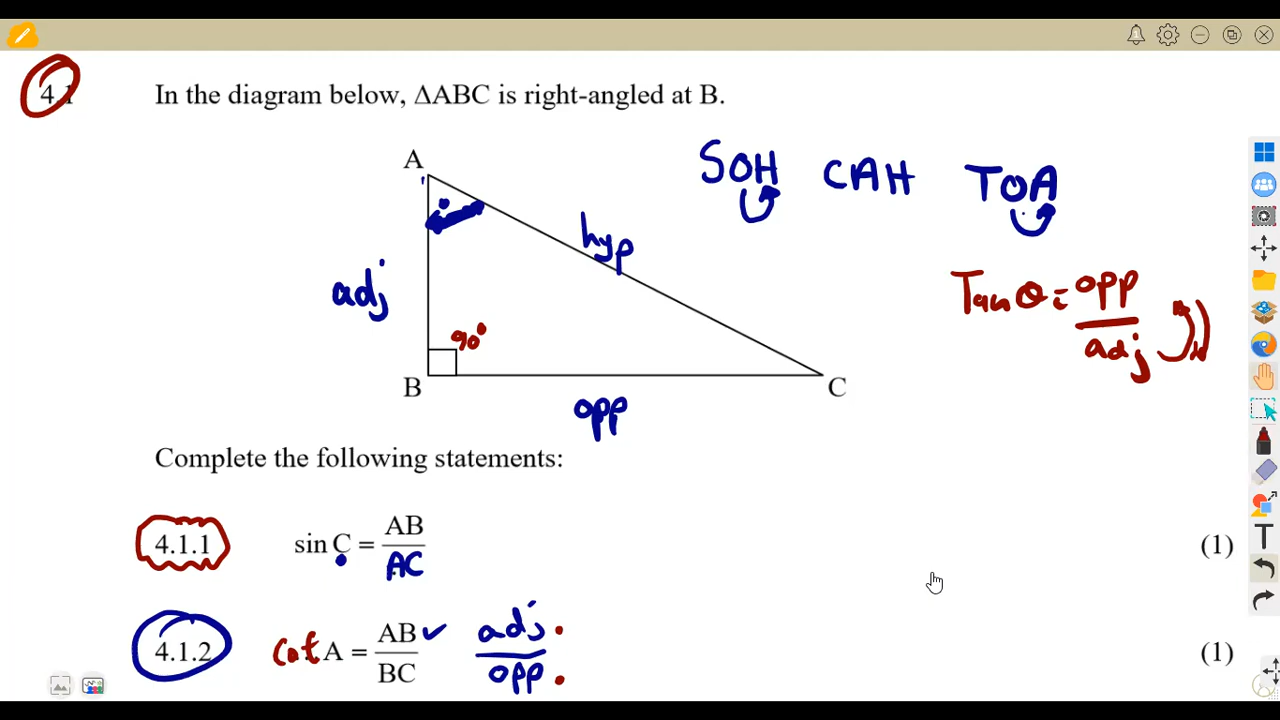 4.1 In the diagram below, ΔABC is right-angled at B.
SOH CAH TOA
A
hyp
adj
Tan θ = opp
adj
90°
B
C
opp
Complete the following statements:
4.1.1 sin C = AB
AC
(1)
4.1.2 cot A = AB
BC
adj
opp
(1)
T